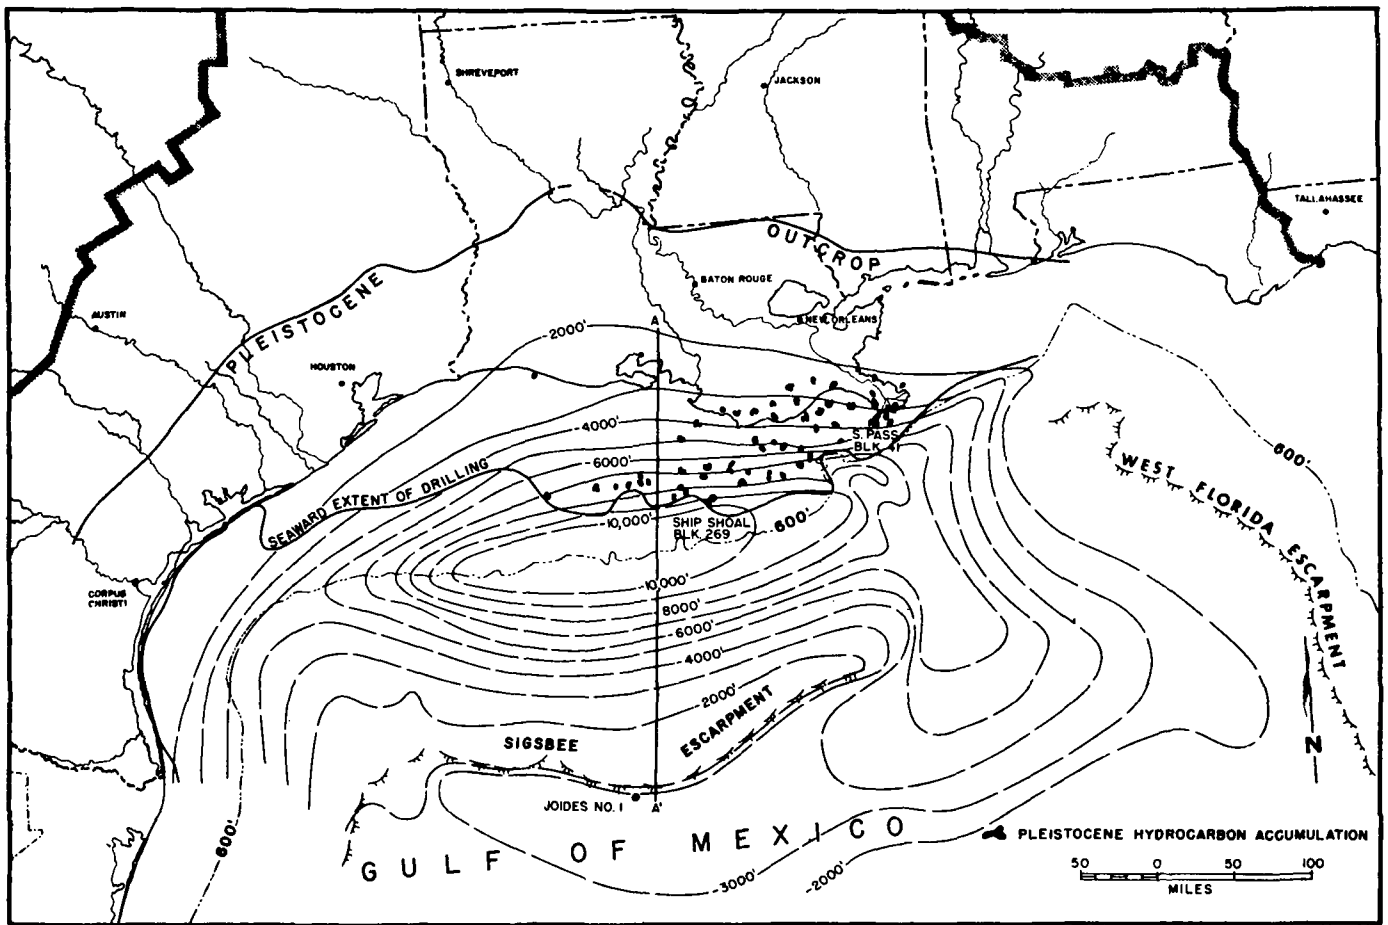 SHREVEPORT
JACKSON
TALLAHASSEE
OUTCROP
BATON ROUGE
PLEISTOCENE
AUSTIN
NEW ORLEANS
A
2000'
HOUSTON
4000'
S. PASS
BLK 41
600'
6000'
WEST FLORIDA ESCARPMENT
SEAWARD EXTENT OF DRILLING
10,000'
SHIP SHOAL
BLK 269
600'
10,000'
CORPUS
CHRISTI
8000'
6000'
4000'
2000'
SIGSBEE
ESCARPMENT
N
JOIDES NO. 1
A'
600'
GULF OF MEXICO
PLEISTOCENE HYDROCARBON ACCUMULATION
3000'
-2000'
50 0 50 100
MILES